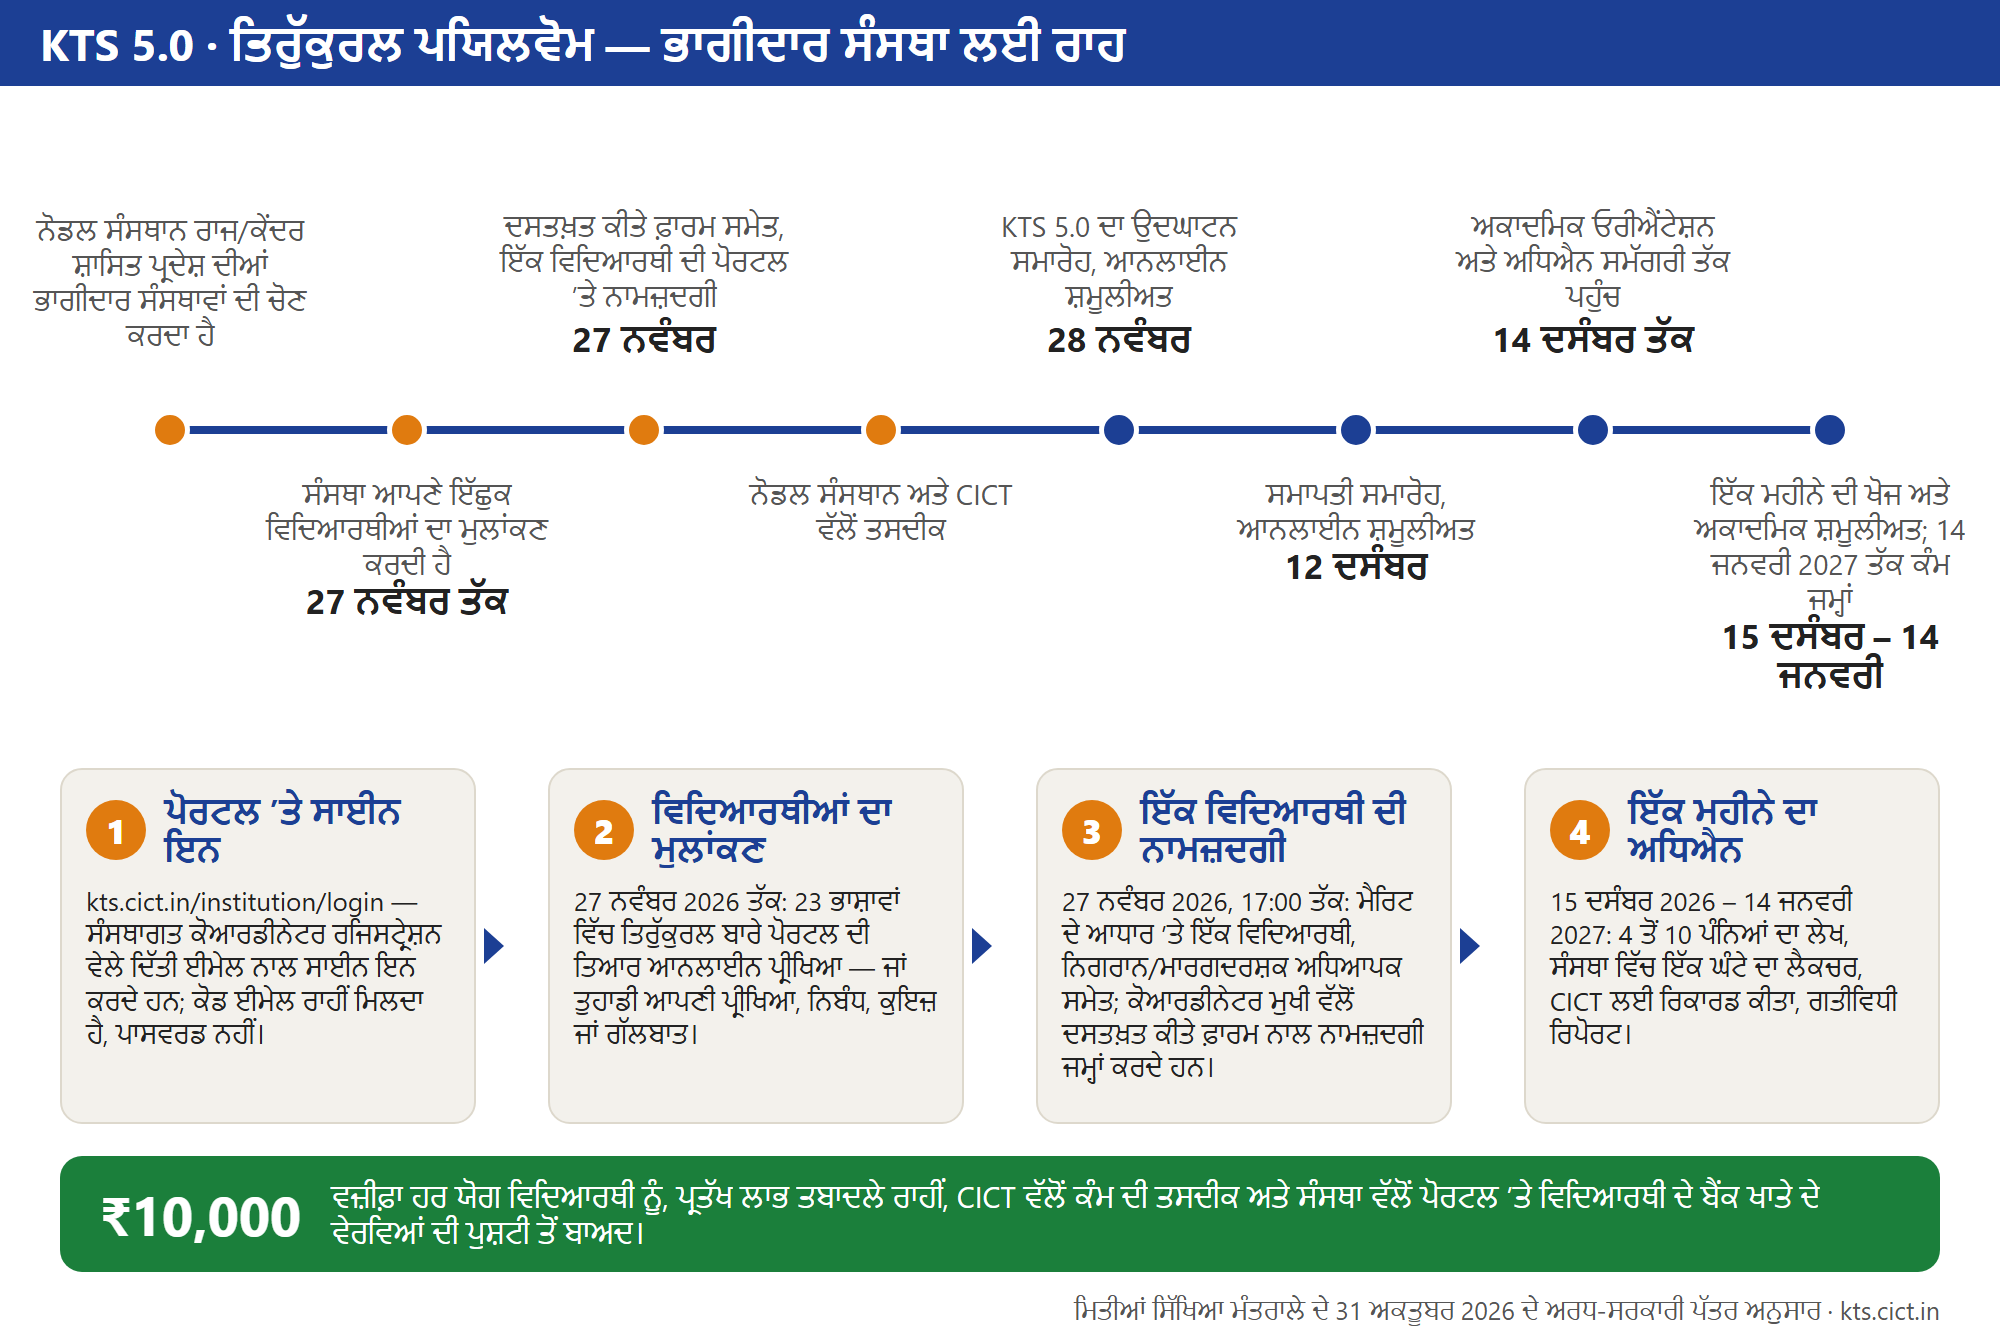 KTS 5.0 · ਤਿਰੁੱਕੁਰਲ ਪਯਿਲਵੋਮ — ਭਾਗੀਦਾਰ ਸੰਸਥਾ ਲਈ ਰਾਹ
ਨੋਡਲ ਸੰਸਥਾਨ ਰਾਜ/ਕੇਂਦਰ
ਸ਼ਾਸਿਤ ਪ੍ਰਦੇਸ਼ ਦੀਆਂ
ਭਾਗੀਦਾਰ ਸੰਸਥਾਵਾਂ ਦੀ ਚੋਣ
ਕਰਦਾ ਹੈ
ਦਸਤਖ਼ਤ ਕੀਤੇ ਫ਼ਾਰਮ ਸਮੇਤ,
ਇੱਕ ਵਿਦਿਆਰਥੀ ਦੀ ਪੋਰਟਲ
’ਤੇ ਨਾਮਜ਼ਦਗੀ
27 ਨਵੰਬਰ
KTS 5.0 ਦਾ ਉਦਘਾਟਨ
ਸਮਾਰੋਹ, ਆਨਲਾਈਨ
ਸ਼ਮੂਲੀਅਤ
28 ਨਵੰਬਰ
ਅਕਾਦਮਿਕ ਓਰੀਐਂਟੇਸ਼ਨ
ਅਤੇ ਅਧਿਐਨ ਸਮੱਗਰੀ ਤੱਕ
ਪਹੁੰਚ
14 ਦਸੰਬਰ ਤੱਕ
ਸੰਸਥਾ ਆਪਣੇ ਇੱਛੁਕ
ਵਿਦਿਆਰਥੀਆਂ ਦਾ ਮੁਲਾਂਕਣ
ਕਰਦੀ ਹੈ
27 ਨਵੰਬਰ ਤੱਕ
ਨੋਡਲ ਸੰਸਥਾਨ ਅਤੇ CICT
ਵੱਲੋਂ ਤਸਦੀਕ
ਸਮਾਪਤੀ ਸਮਾਰੋਹ,
ਆਨਲਾਈਨ ਸ਼ਮੂਲੀਅਤ
12 ਦਸੰਬਰ
ਇੱਕ ਮਹੀਨੇ ਦੀ ਖੋਜ ਅਤੇ
ਅਕਾਦਮਿਕ ਸ਼ਮੂਲੀਅਤ; 14
ਜਨਵਰੀ 2027 ਤੱਕ ਕੰਮ
ਜਮ੍ਹਾਂ
15 ਦਸੰਬਰ – 14
ਜਨਵਰੀ
1 ਪੋਰਟਲ ’ਤੇ ਸਾਈਨ
ਇਨ
kts.cict.in/institution/login —
ਸੰਸਥਾਗਤ ਕੋਆਰਡੀਨੇਟਰ ਰਜਿਸਟ੍ਰੇਸ਼ਨ
ਵੇਲੇ ਦਿੱਤੀ ਈਮੇਲ ਨਾਲ ਸਾਈਨ ਇਨ
ਕਰਦੇ ਹਨ; ਕੋਡ ਈਮੇਲ ਰਾਹੀਂ ਮਿਲਦਾ
ਹੈ, ਪਾਸਵਰਡ ਨਹੀਂ।
2 ਵਿਦਿਆਰਥੀਆਂ ਦਾ
ਮੁਲਾਂਕਣ
27 ਨਵੰਬਰ 2026 ਤੱਕ: 23 ਭਾਸ਼ਾਵਾਂ
ਵਿੱਚ ਤਿਰੁੱਕੁਰਲ ਬਾਰੇ ਪੋਰਟਲ ਦੀ
ਤਿਆਰ ਆਨਲਾਈਨ ਪ੍ਰੀਖਿਆ — ਜਾਂ
ਤੁਹਾਡੀ ਆਪਣੀ ਪ੍ਰੀਖਿਆ, ਨਿਬੰਧ, ਕੁਇਜ਼
ਜਾਂ ਗੱਲਬਾਤ।
3 ਇੱਕ ਵਿਦਿਆਰਥੀ ਦੀ
ਨਾਮਜ਼ਦਗੀ
27 ਨਵੰਬਰ 2026, 17:00 ਤੱਕ: ਮੈਰਿਟ
ਦੇ ਆਧਾਰ ’ਤੇ ਇੱਕ ਵਿਦਿਆਰਥੀ,
ਨਿਗਰਾਨ/ਮਾਰਗਦਰਸ਼ਕ ਅਧਿਆਪਕ
ਸਮੇਤ; ਕੋਆਰਡੀਨੇਟਰ ਮੁਖੀ ਵੱਲੋਂ
ਦਸਤਖ਼ਤ ਕੀਤੇ ਫ਼ਾਰਮ ਨਾਲ ਨਾਮਜ਼ਦਗੀ
ਜਮ੍ਹਾਂ ਕਰਦੇ ਹਨ।
4 ਇੱਕ ਮਹੀਨੇ ਦਾ
ਅਧਿਐਨ
15 ਦਸੰਬਰ 2026 – 14 ਜਨਵਰੀ
2027: 4 ਤੋਂ 10 ਪੰਨਿਆਂ ਦਾ ਲੇਖ,
ਸੰਸਥਾ ਵਿੱਚ ਇੱਕ ਘੰਟੇ ਦਾ ਲੈਕਚਰ,
CICT ਲਈ ਰਿਕਾਰਡ ਕੀਤਾ, ਗਤੀਵਿਧੀ
ਰਿਪੋਰਟ।
₹10,000
ਵਜ਼ੀਫ਼ਾ ਹਰ ਯੋਗ ਵਿਦਿਆਰਥੀ ਨੂੰ, ਪ੍ਰਤੱਖ ਲਾਭ ਤਬਾਦਲੇ ਰਾਹੀਂ, CICT ਵੱਲੋਂ ਕੰਮ ਦੀ ਤਸਦੀਕ ਅਤੇ ਸੰਸਥਾ ਵੱਲੋਂ ਪੋਰਟਲ ’ਤੇ ਵਿਦਿਆਰਥੀ ਦੇ ਬੈਂਕ ਖਾਤੇ ਦੇ
ਵੇਰਵਿਆਂ ਦੀ ਪੁਸ਼ਟੀ ਤੋਂ ਬਾਅਦ।
ਮਿਤੀਆਂ ਸਿੱਖਿਆ ਮੰਤਰਾਲੇ ਦੇ 31 ਅਕਤੂਬਰ 2026 ਦੇ ਅਰਧ-ਸਰਕਾਰੀ ਪੱਤਰ ਅਨੁਸਾਰ · kts.cict.in